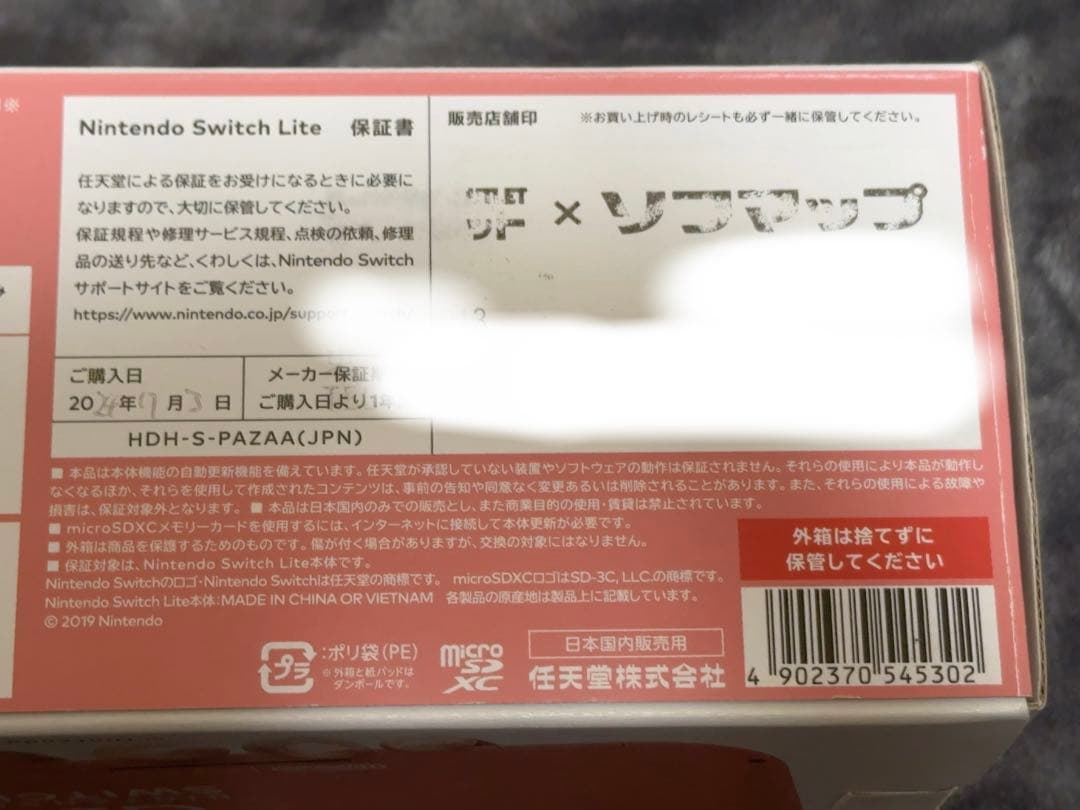 Nintendo Switch Lite 保証書
任天堂による保証をお受けになるときに必要に
なりますので、大切に保管してください。
保証規程や修理サービス規程、点検の依頼、修理
品の送り先など、くわしくは、Nintendo Switch
サポートサイトをご覧ください。
https://www.nintendo.co.jp/support/
ご購入日
20 年 月 日
メーカー保証期
ご購入日より1年
HDH-S-PAZAA(JPN)
販売店舗印 ※お買い上げ時のレシートも必ず一緒に保管してください。
× ソフマップ
■ 本品は本体機能の自動更新機能を備えています。任天堂が承認していない装置やソフトウェアの動作は保証されません。それらの使用により本品が動作し
なくなるほか、それらを使用して作成されたコンテンツは、事前の告知や同意なく変更あるいは削除されることがあります。また、それらの使用による故障や
損害は、保証対象外となります。 ■ 本品は日本国内のみでの販売とし、また商業目的の使用・賃貸は禁止されています。
■ microSDXCメモリーカードを使用するには、インターネットに接続して本体更新が必要です。
■ 外箱は商品を保護するためのものです。傷が付く場合がありますが、交換の対象にはなりません。
■ 保証対象は、Nintendo Switch Lite本体です。
Nintendo Switchのロゴ・Nintendo Switchは任天堂の商標です。 microSDXCロゴはSD-3C, LLC.の商標です。
Nintendo Switch Lite本体:MADE IN CHINA OR VIETNAM 各製品の原産地は製品上に記載しています。
© 2019 Nintendo
外箱は捨てずに
保管してください
プラ
:ポリ袋(PE)
※外箱と紙パッドは
ダンボールです。
micro
SD
XC
日本国内販売用
任天堂株式会社
4 902370 545302